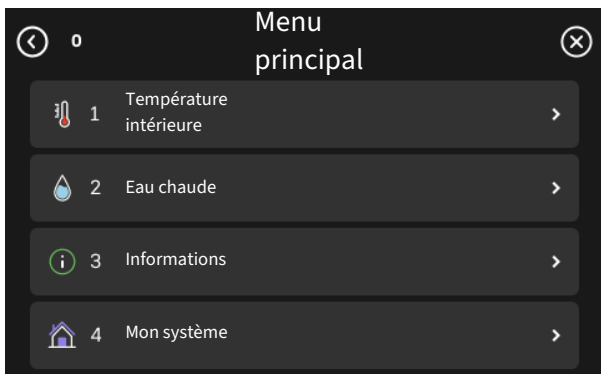 0
Menu
principal
1
Température
intérieure
2 Eau chaude
3 Informations
4 Mon système